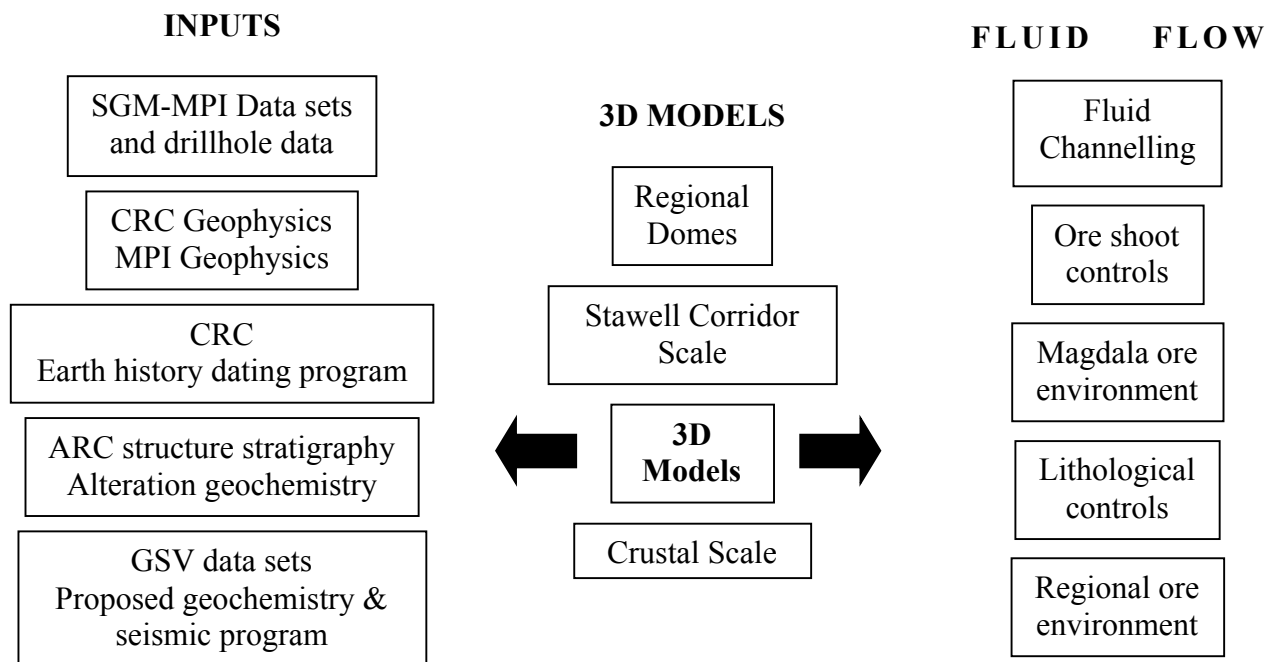 INPUTS
SGM-MPI Data sets
and drillhole data
CRC Geophysics
MPI Geophysics
CRC
Earth history dating program
ARC structure stratigraphy
Alteration geochemistry
GSV data sets
Proposed geochemistry &
seismic program
3D MODELS
Regional
Domes
Stawell Corridor
Scale
3D
Models
Crustal Scale
FLUID FLOW
Fluid
Channelling
Ore shoot
controls
Magdala ore
environment
Lithological
controls
Regional ore
environment